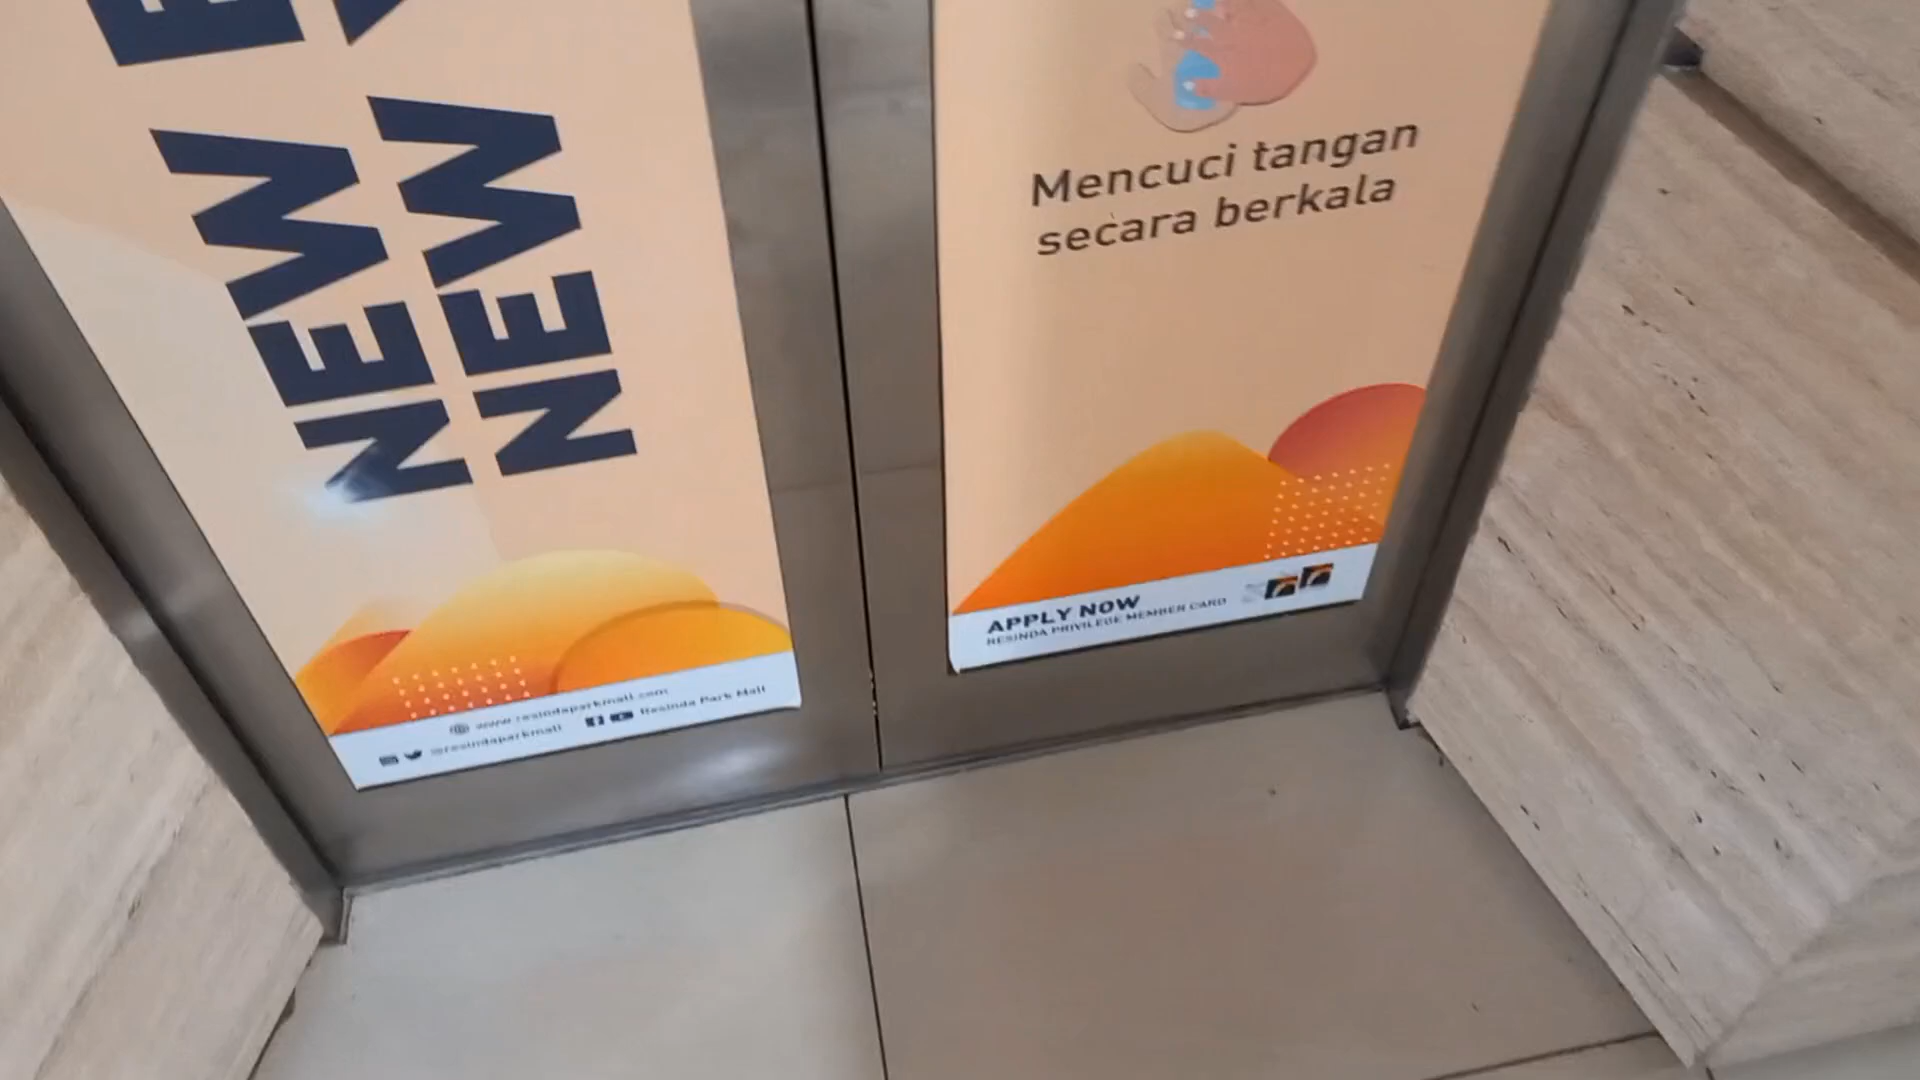 NEW
NEW
www.resindaparkmall.com
@resindaparkmall
Resinda Park Mall
Mencuci tangan
secara berkala
APPLY NOW
RESINDA PRIVILEGE MEMBER CARD